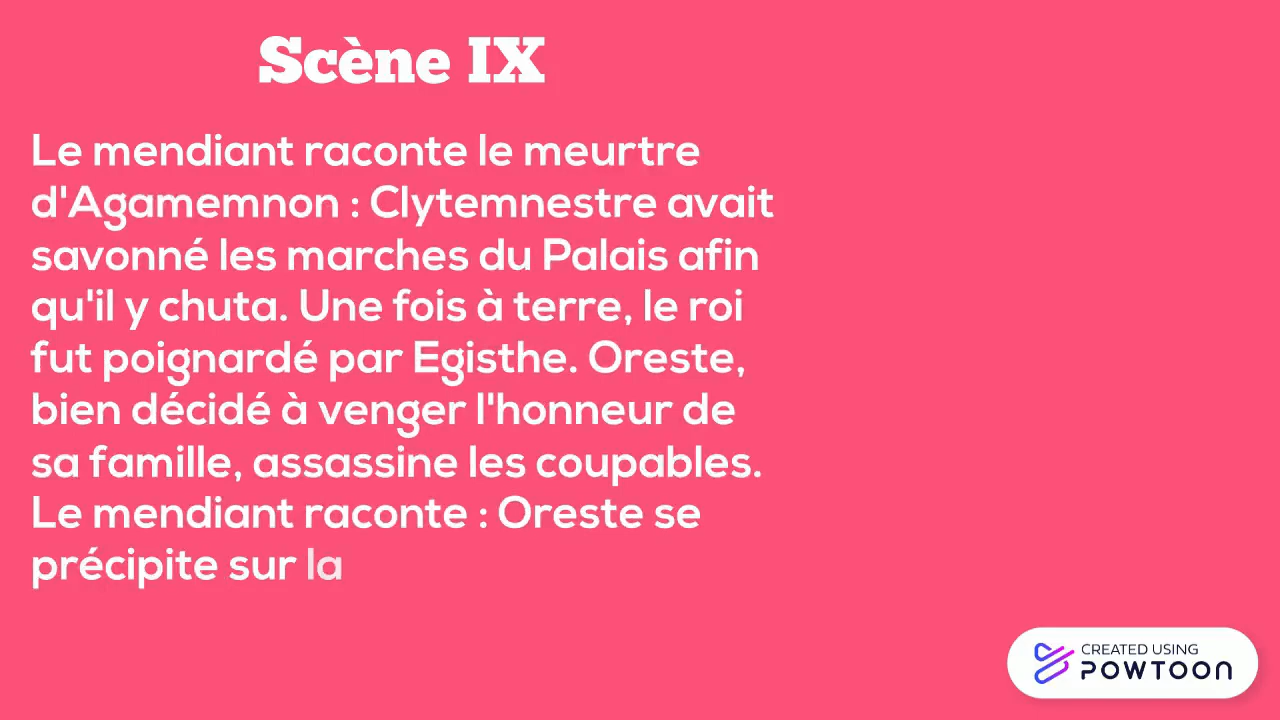 Scène IX
Le mendiant raconte le meurtre
d'Agamemnon : Clytemnestre avait
savonné les marches du Palais afin
qu'il y chuta. Une fois à terre, le roi
fut poignardé par Egisthe. Oreste,
bien décidé à venger l'honneur de
sa famille, assassine les coupables.
Le mendiant raconte : Oreste se
précipite sur la
CREATED USING
POWTOON